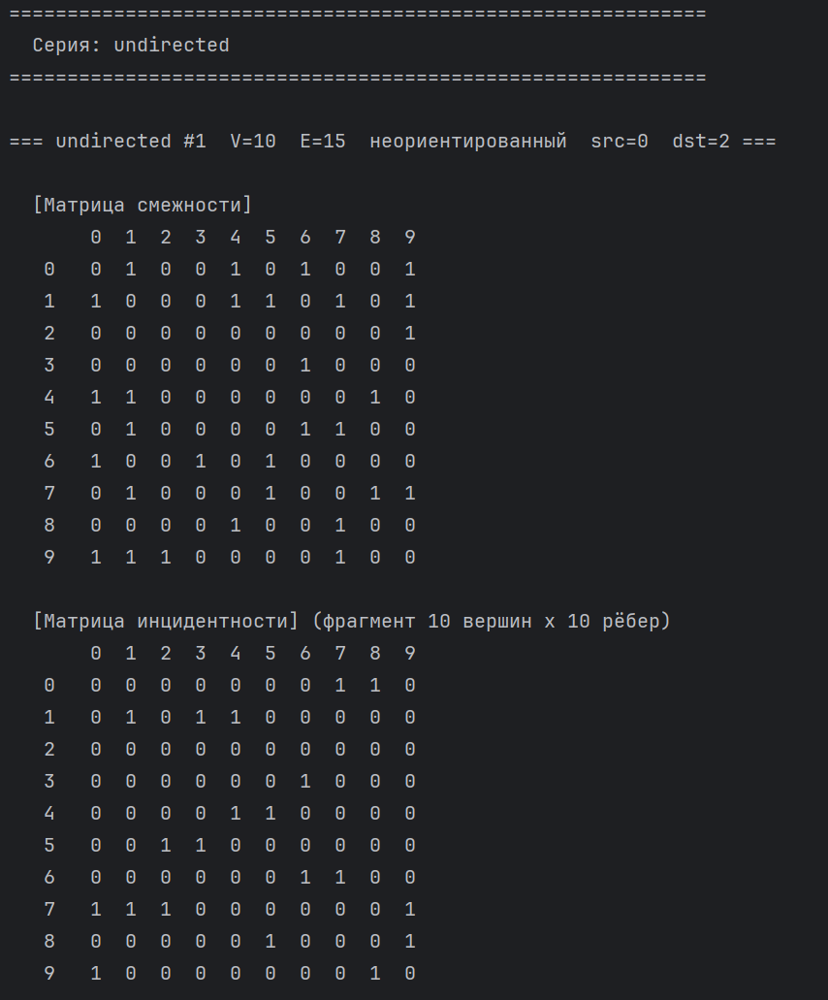 ============================================================
Серия: undirected
============================================================
=== undirected #1  V=10  E=15  неориентированный  src=0  dst=2 ===
[Матрица смежности]
0  1  2  3  4  5  6  7  8  9
0   0  1  0  0  1  0  1  0  0  1
1   1  0  0  0  1  1  0  1  0  1
2   0  0  0  0  0  0  0  0  0  1
3   0  0  0  0  0  0  1  0  0  0
4   1  1  0  0  0  0  0  0  1  0
5   0  1  0  0  0  0  1  1  0  0
6   1  0  0  1  0  1  0  0  0  0
7   0  1  0  0  0  1  0  0  1  1
8   0  0  0  0  1  0  0  1  0  0
9   1  1  1  0  0  0  0  1  0  0
[Матрица инцидентности] (фрагмент 10 вершин x 10 рёбер)
0  1  2  3  4  5  6  7  8  9
0   0  0  0  0  0  0  0  1  1  0
1   0  1  0  1  1  0  0  0  0  0
2   0  0  0  0  0  0  0  0  0  0
3   0  0  0  0  0  0  1  0  0  0
4   0  0  0  0  1  1  0  0  0  0
5   0  0  1  1  0  0  0  0  0  0
6   0  0  0  0  0  0  1  1  0  0
7   1  1  1  0  0  0  0  0  0  1
8   0  0  0  0  0  1  0  0  0  1
9   1  0  0  0  0  0  0  0  1  0